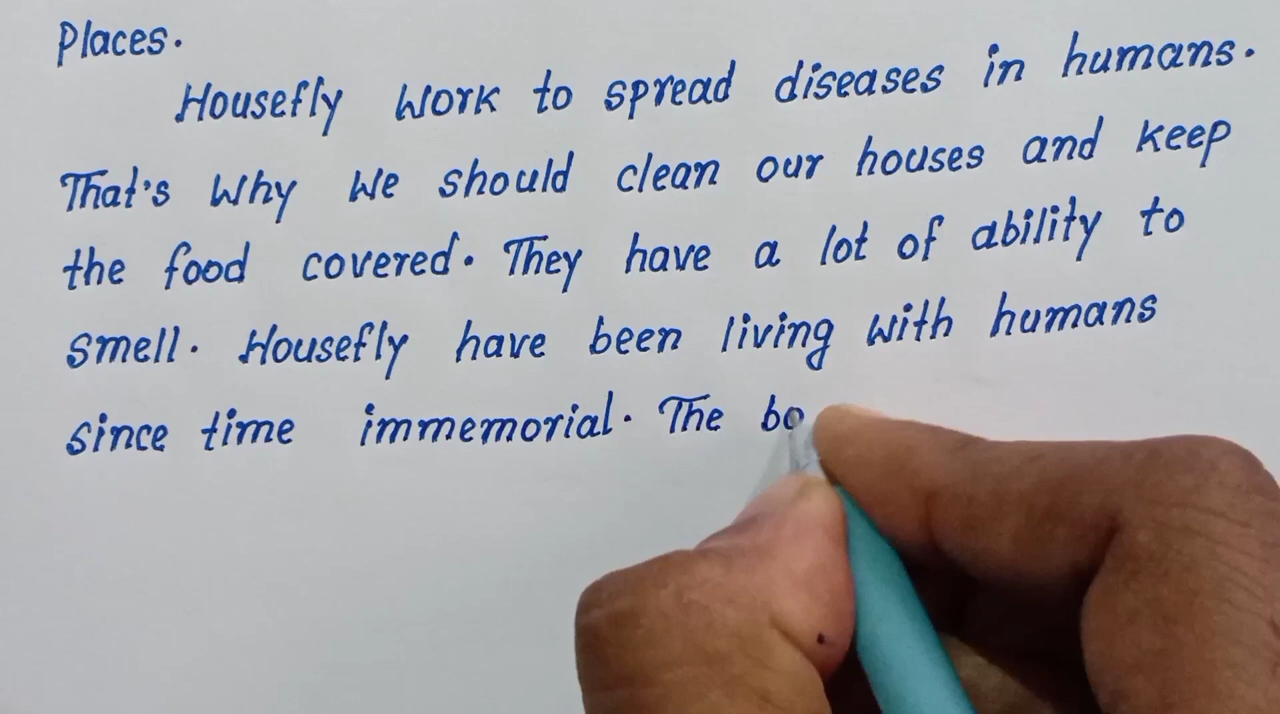 Places.
Housefly work to spread diseases in humans.
That's why we should clean our houses and keep
the food covered. They have a lot of ability to
smell. Housefly have been living with humans
since time immemorial. The bo